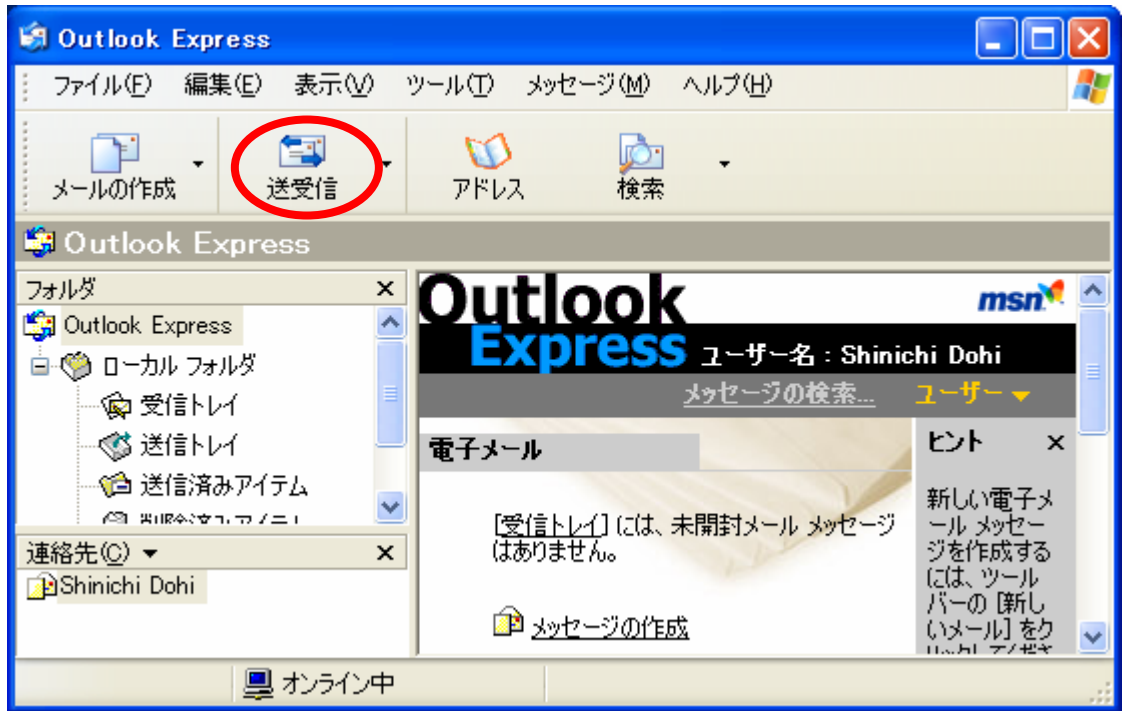 Outlook Express
ファイル(F) 編集(E) 表示(V) ツール(T) メッセージ(M) ヘルプ(H)
メールの作成 送受信 アドレス 検索
Outlook Express
フォルダ
Outlook Express
ローカル フォルダ
受信トレイ
送信トレイ
送信済みアイテム
連絡先(C)
Shinichi Dohi
Outlook
msn
Express ユーザー名 : Shinichi Dohi
メッセージの検索... ユーザー
電子メール
[受信トレイ] には、未開封メール メッセージ
はありません。
メッセージの作成
ヒント
新しい電子メ
ール メッセー
ジを作成する
には、ツール
バーの [新し
いメール] をク
オンライン中